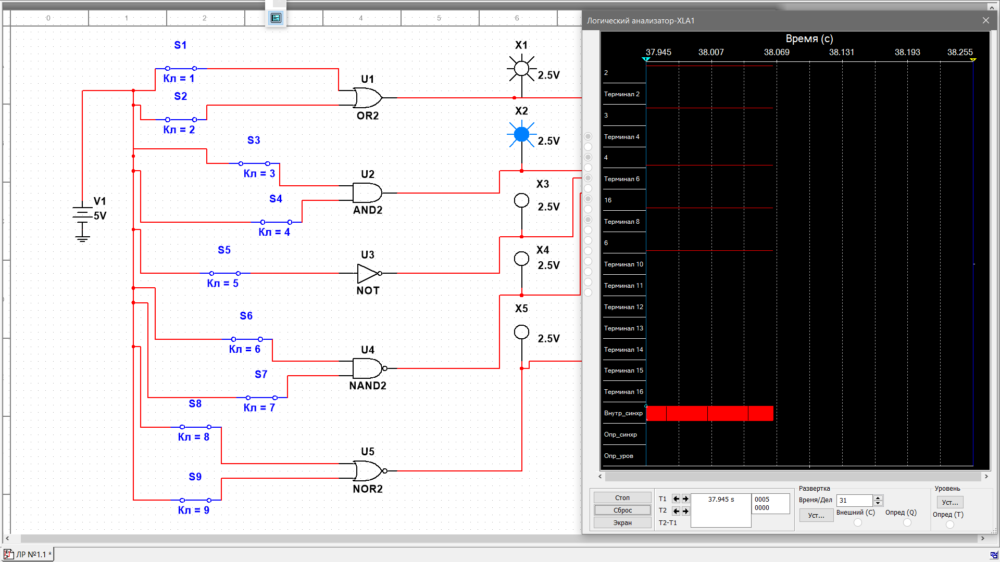 0 1 2 4 5 6
S1
Кл = 1
S2
Кл = 2
S3
Кл = 3
S4
Кл = 4
S5
Кл = 5
S6
Кл = 6
S7
Кл = 7
S8
Кл = 8
S9
Кл = 9
V1
5V
U1
OR2
U2
AND2
U3
NOT
U4
NAND2
U5
NOR2
X1
2.5V
X2
2.5V
X3
2.5V
X4
2.5V
X5
2.5V
ЛР №1.1 *
Логический анализатор-XLA1
Время (с)
37.945 38.007 38.069 38.131 38.193 38.255
2
Терминал 2
3
Терминал 4
4
Терминал 6
16
Терминал 8
6
Терминал 10
Терминал 11
Терминал 12
Терминал 13
Терминал 14
Терминал 15
Терминал 16
Внутр_синхр
Опр_синхр
Опр_уров
Стоп
Сброс
Экран
T1
T2
T2-T1
37.945 s
0005
0000
Развертка
Время/Дел 31
Уст...
Внешний (C)
Опред (Q)
Уровень
Уст...
Опред (T)